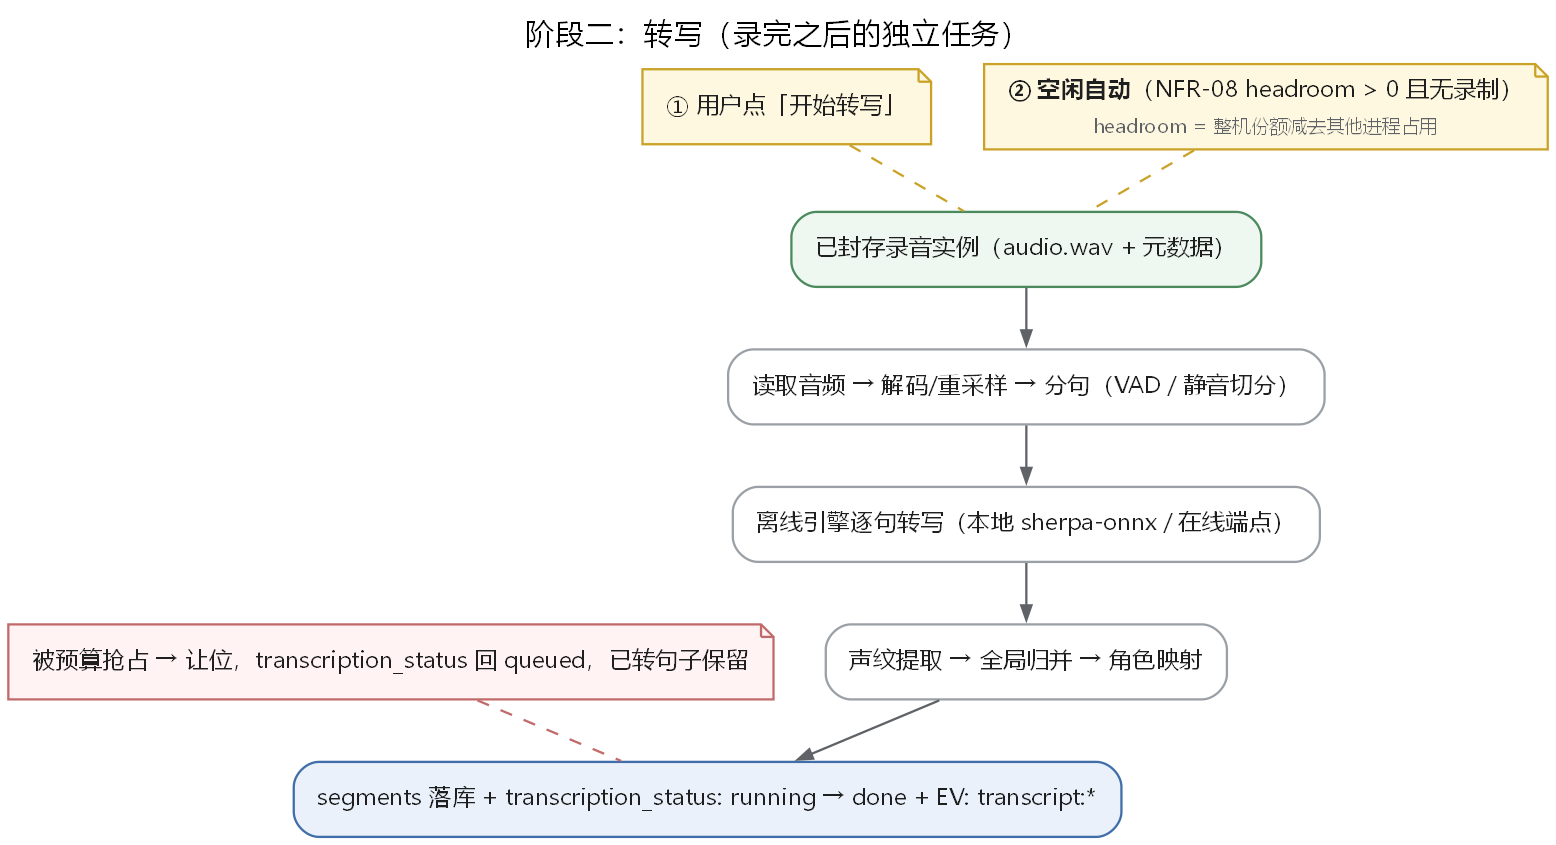 阶段二：转写（录完之后的独立任务）
① 用户点「开始转写」
② 空闲自动（NFR-08 headroom > 0 且无录制）
headroom = 整机份额减去其他进程占用
已封存录音实例（audio.wav + 元数据）
读取音频 → 解码/重采样 → 分句（VAD / 静音切分）
离线引擎逐句转写（本地 sherpa-onnx / 在线端点）
被预算抢占 → 让位，transcription_status 回 queued，已转句子保留
声纹提取 → 全局归并 → 角色映射
segments 落库 + transcription_status: running → done + EV: transcript:*